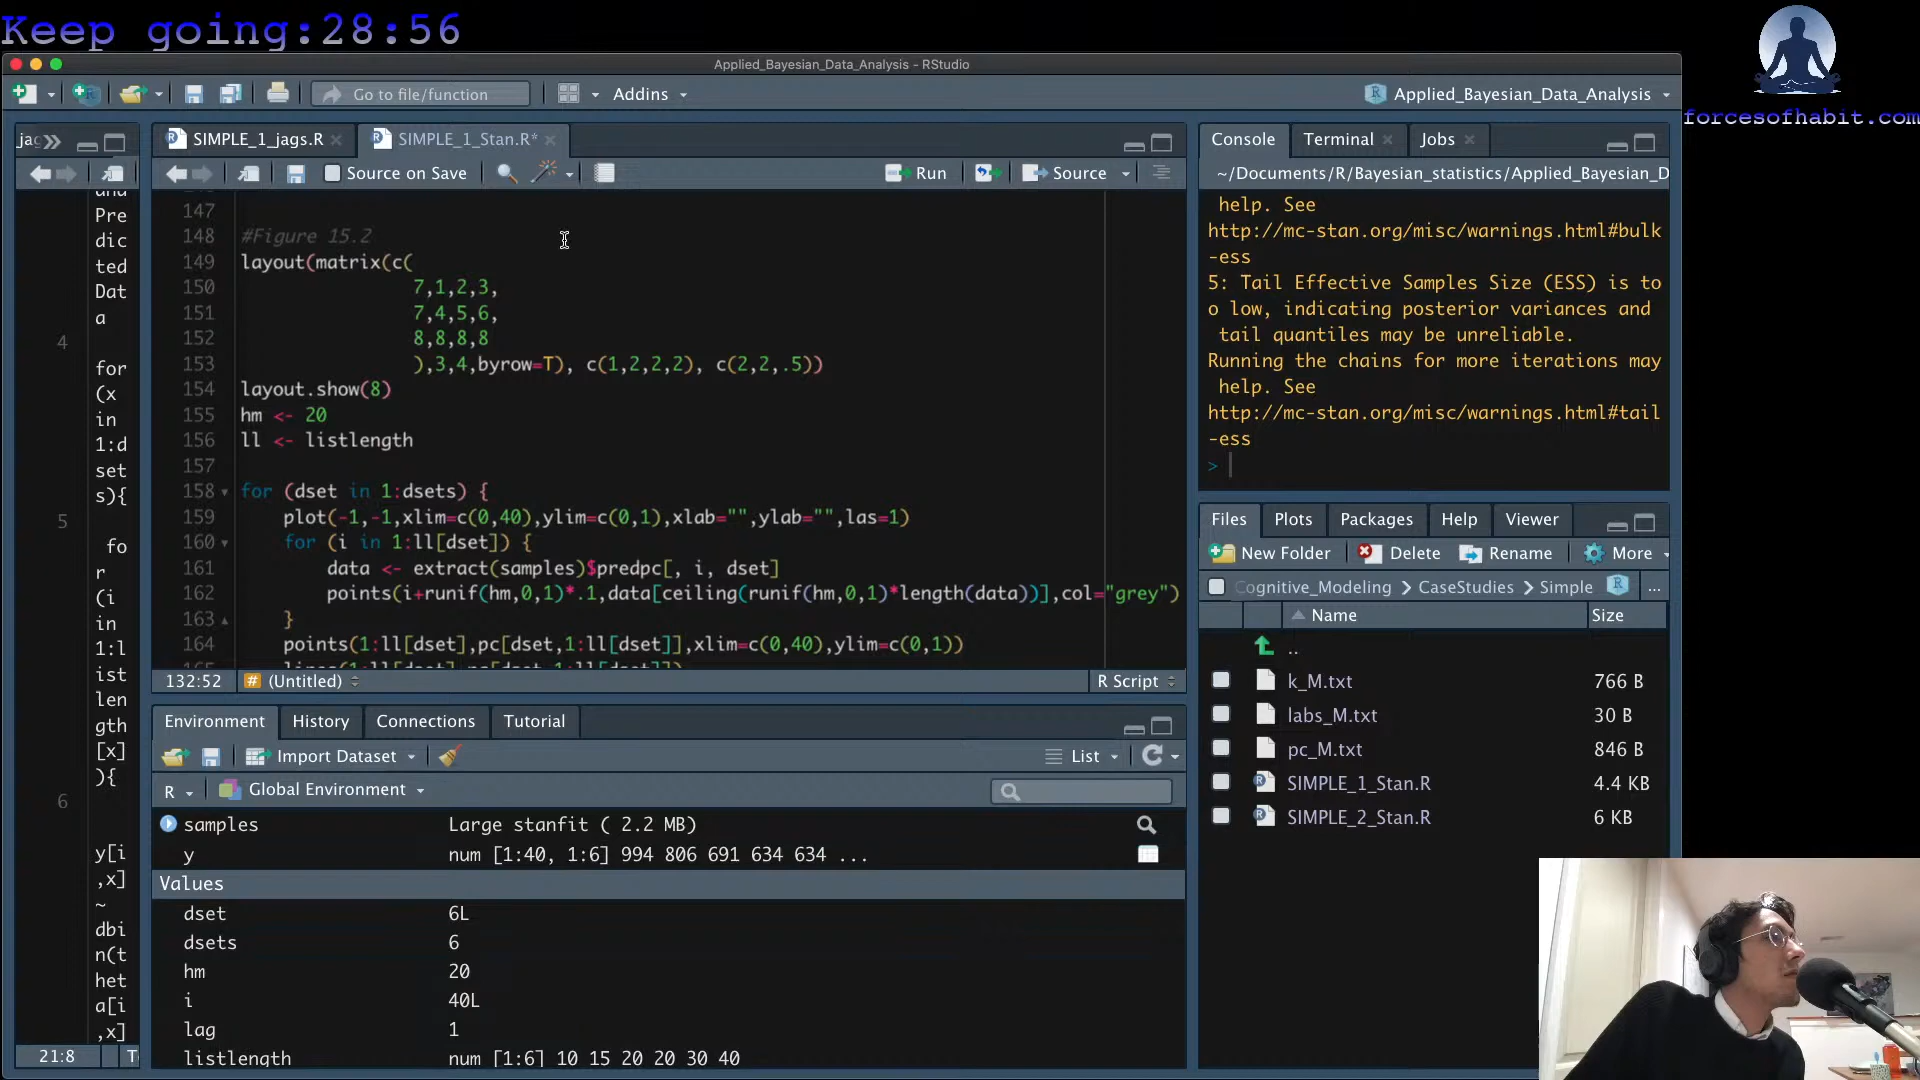 Keep going:28:56
Applied_Bayesian_Data_Analysis - RStudio
forcesofhabit.com
Go to file/function
Addins
Applied_Bayesian_Data_Analysis
SIMPLE_1_jags.R
SIMPLE_1_Stan.R*
Source on Save
Run
Source
Pre
dic
ted
Dat
a
4
for
(x
in
1:d
set
s){
5
fo
r
(i
in
1:l
ist
len
gth
[x]
){
6
y[i
,x]
~
dbi
n(t
het
a[i
,x]
21:8
147
148 #Figure 15.2
149 layout(matrix(c(
150 7,1,2,3,
151 7,4,5,6,
152 8,8,8,8
153 ),3,4,byrow=T), c(1,2,2,2), c(2,2,.5))
154 layout.show(8)
155 hm <- 20
156 ll <- listlength
157
158 for (dset in 1:dsets) {
159 plot(-1,-1,xlim=c(0,40),ylim=c(0,1),xlab="",ylab="",las=1)
160 for (i in 1:ll[dset]) {
161 data <- extract(samples)$predpc[, i, dset]
162 points(i+runif(hm,0,1)*.1,data[ceiling(runif(hm,0,1)*length(data))],col="grey")
163 }
164 points(1:ll[dset],pc[dset,1:ll[dset]],xlim=c(0,40),ylim=c(0,1))
132:52
(Untitled)
R Script
Environment
History
Connections
Tutorial
Import Dataset
List
R
Global Environment
samples Large stanfit ( 2.2 MB)
y num [1:40, 1:6] 994 806 691 634 634 ...
Values
dset 6L
dsets 6
hm 20
i 40L
lag 1
listlength num [1:6] 10 15 20 20 30 40
Console
Terminal
Jobs
~/Documents/R/Bayesian_statistics/Applied_Bayesian_D
help. See
http://mc-stan.org/misc/warnings.html#bulk
-ess
5: Tail Effective Samples Size (ESS) is to
o low, indicating posterior variances and
tail quantiles may be unreliable.
Running the chains for more iterations may
help. See
http://mc-stan.org/misc/warnings.html#tail
-ess
>
Files
Plots
Packages
Help
Viewer
New Folder
Delete
Rename
More
Cognitive_Modeling
CaseStudies
Simple
...
Name
Size
..
k_M.txt 766 B
labs_M.txt 30 B
pc_M.txt 846 B
SIMPLE_1_Stan.R 4.4 KB
SIMPLE_2_Stan.R 6 KB